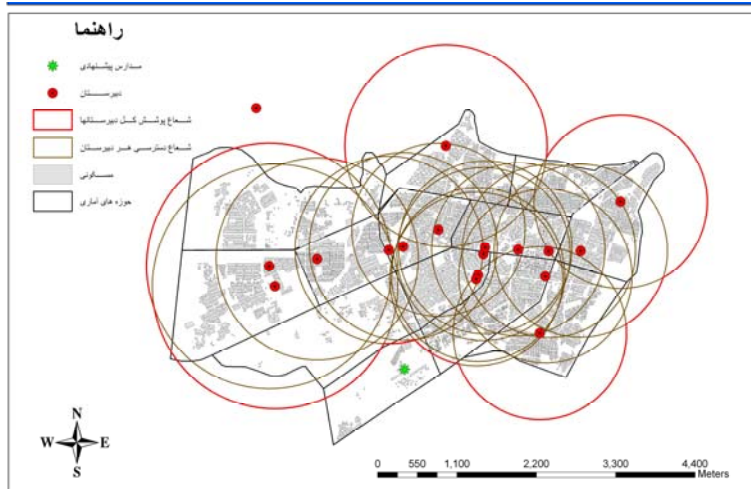 راهنما
مدارس پیشنهادی
دبیرستان
شعاع پوشش کل دبیرستانها
شعاع دسترسی هر دبیرستان
مسکونی
حوزه های اماری
N
W E
S
0 550 1,100 2,200 3,300 4,400
Meters